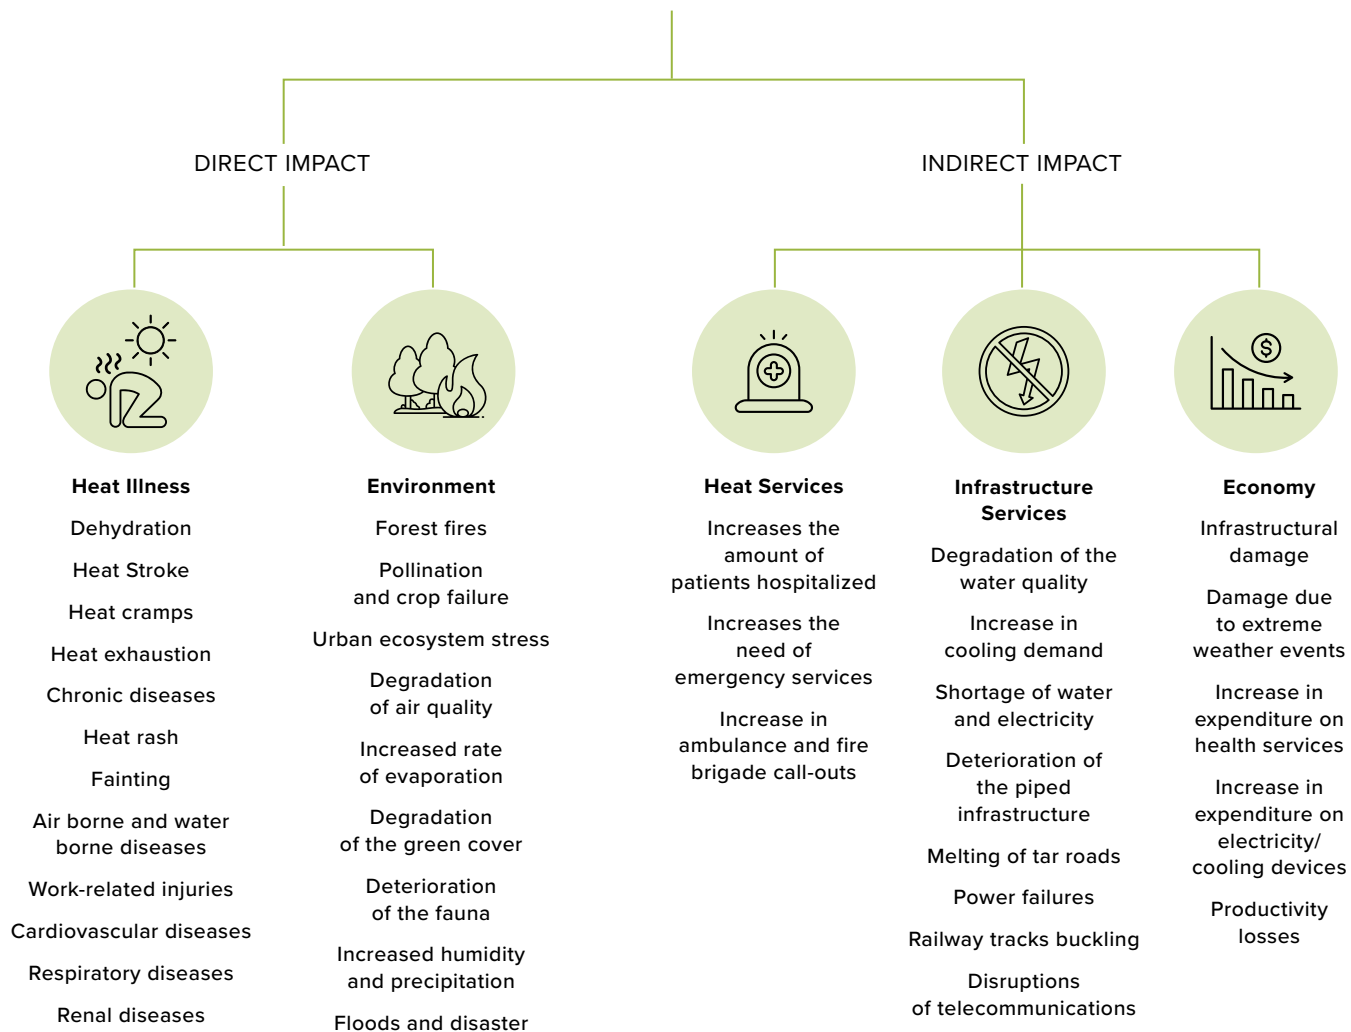 DIRECT IMPACT
INDIRECT IMPACT
$
Heat Illness
Dehydration
Heat Stroke
Heat cramps
Heat exhaustion
Chronic diseases
Heat rash
Fainting
Air borne and water
borne diseases
Work-related injuries
Cardiovascular diseases
Respiratory diseases
Renal diseases
Environment
Forest fires
Pollination
and crop failure
Urban ecosystem stress
Degradation
of air quality
Increased rate
of evaporation
Degradation
of the green cover
Deterioration
of the fauna
Increased humidity
and precipitation
Floods and disaster
Heat Services
Increases the
amount of
patients hospitalized
Increases the
need of
emergency services
Increase in
ambulance and fire
brigade call-outs
Infrastructure
Services
Degradation of the
water quality
Increase in
cooling demand
Shortage of water
and electricity
Deterioration of
the piped
infrastructure
Melting of tar roads
Power failures
Railway tracks buckling
Disruptions
of telecommunications
Economy
Infrastructural
damage
Damage due
to extreme
weather events
Increase in
expenditure on
health services
Increase in
expenditure on
electricity/
cooling devices
Productivity
losses